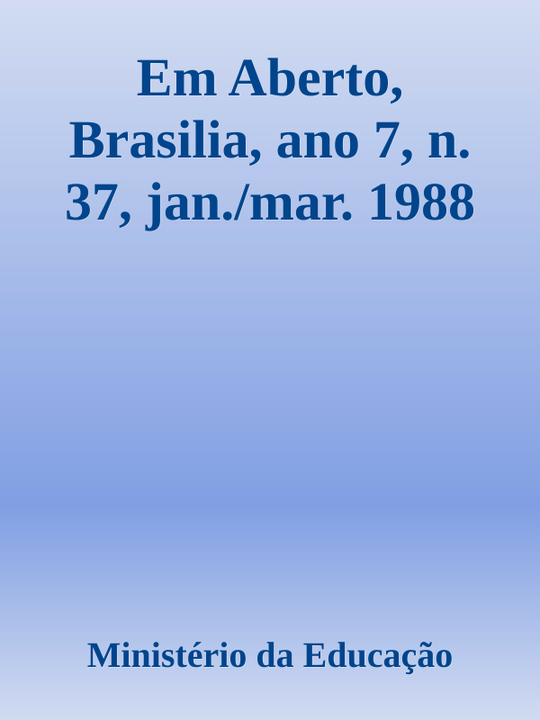 Em Aberto,
Brasilia, ano 7, n.
37, jan./mar. 1988
Ministério da Educação